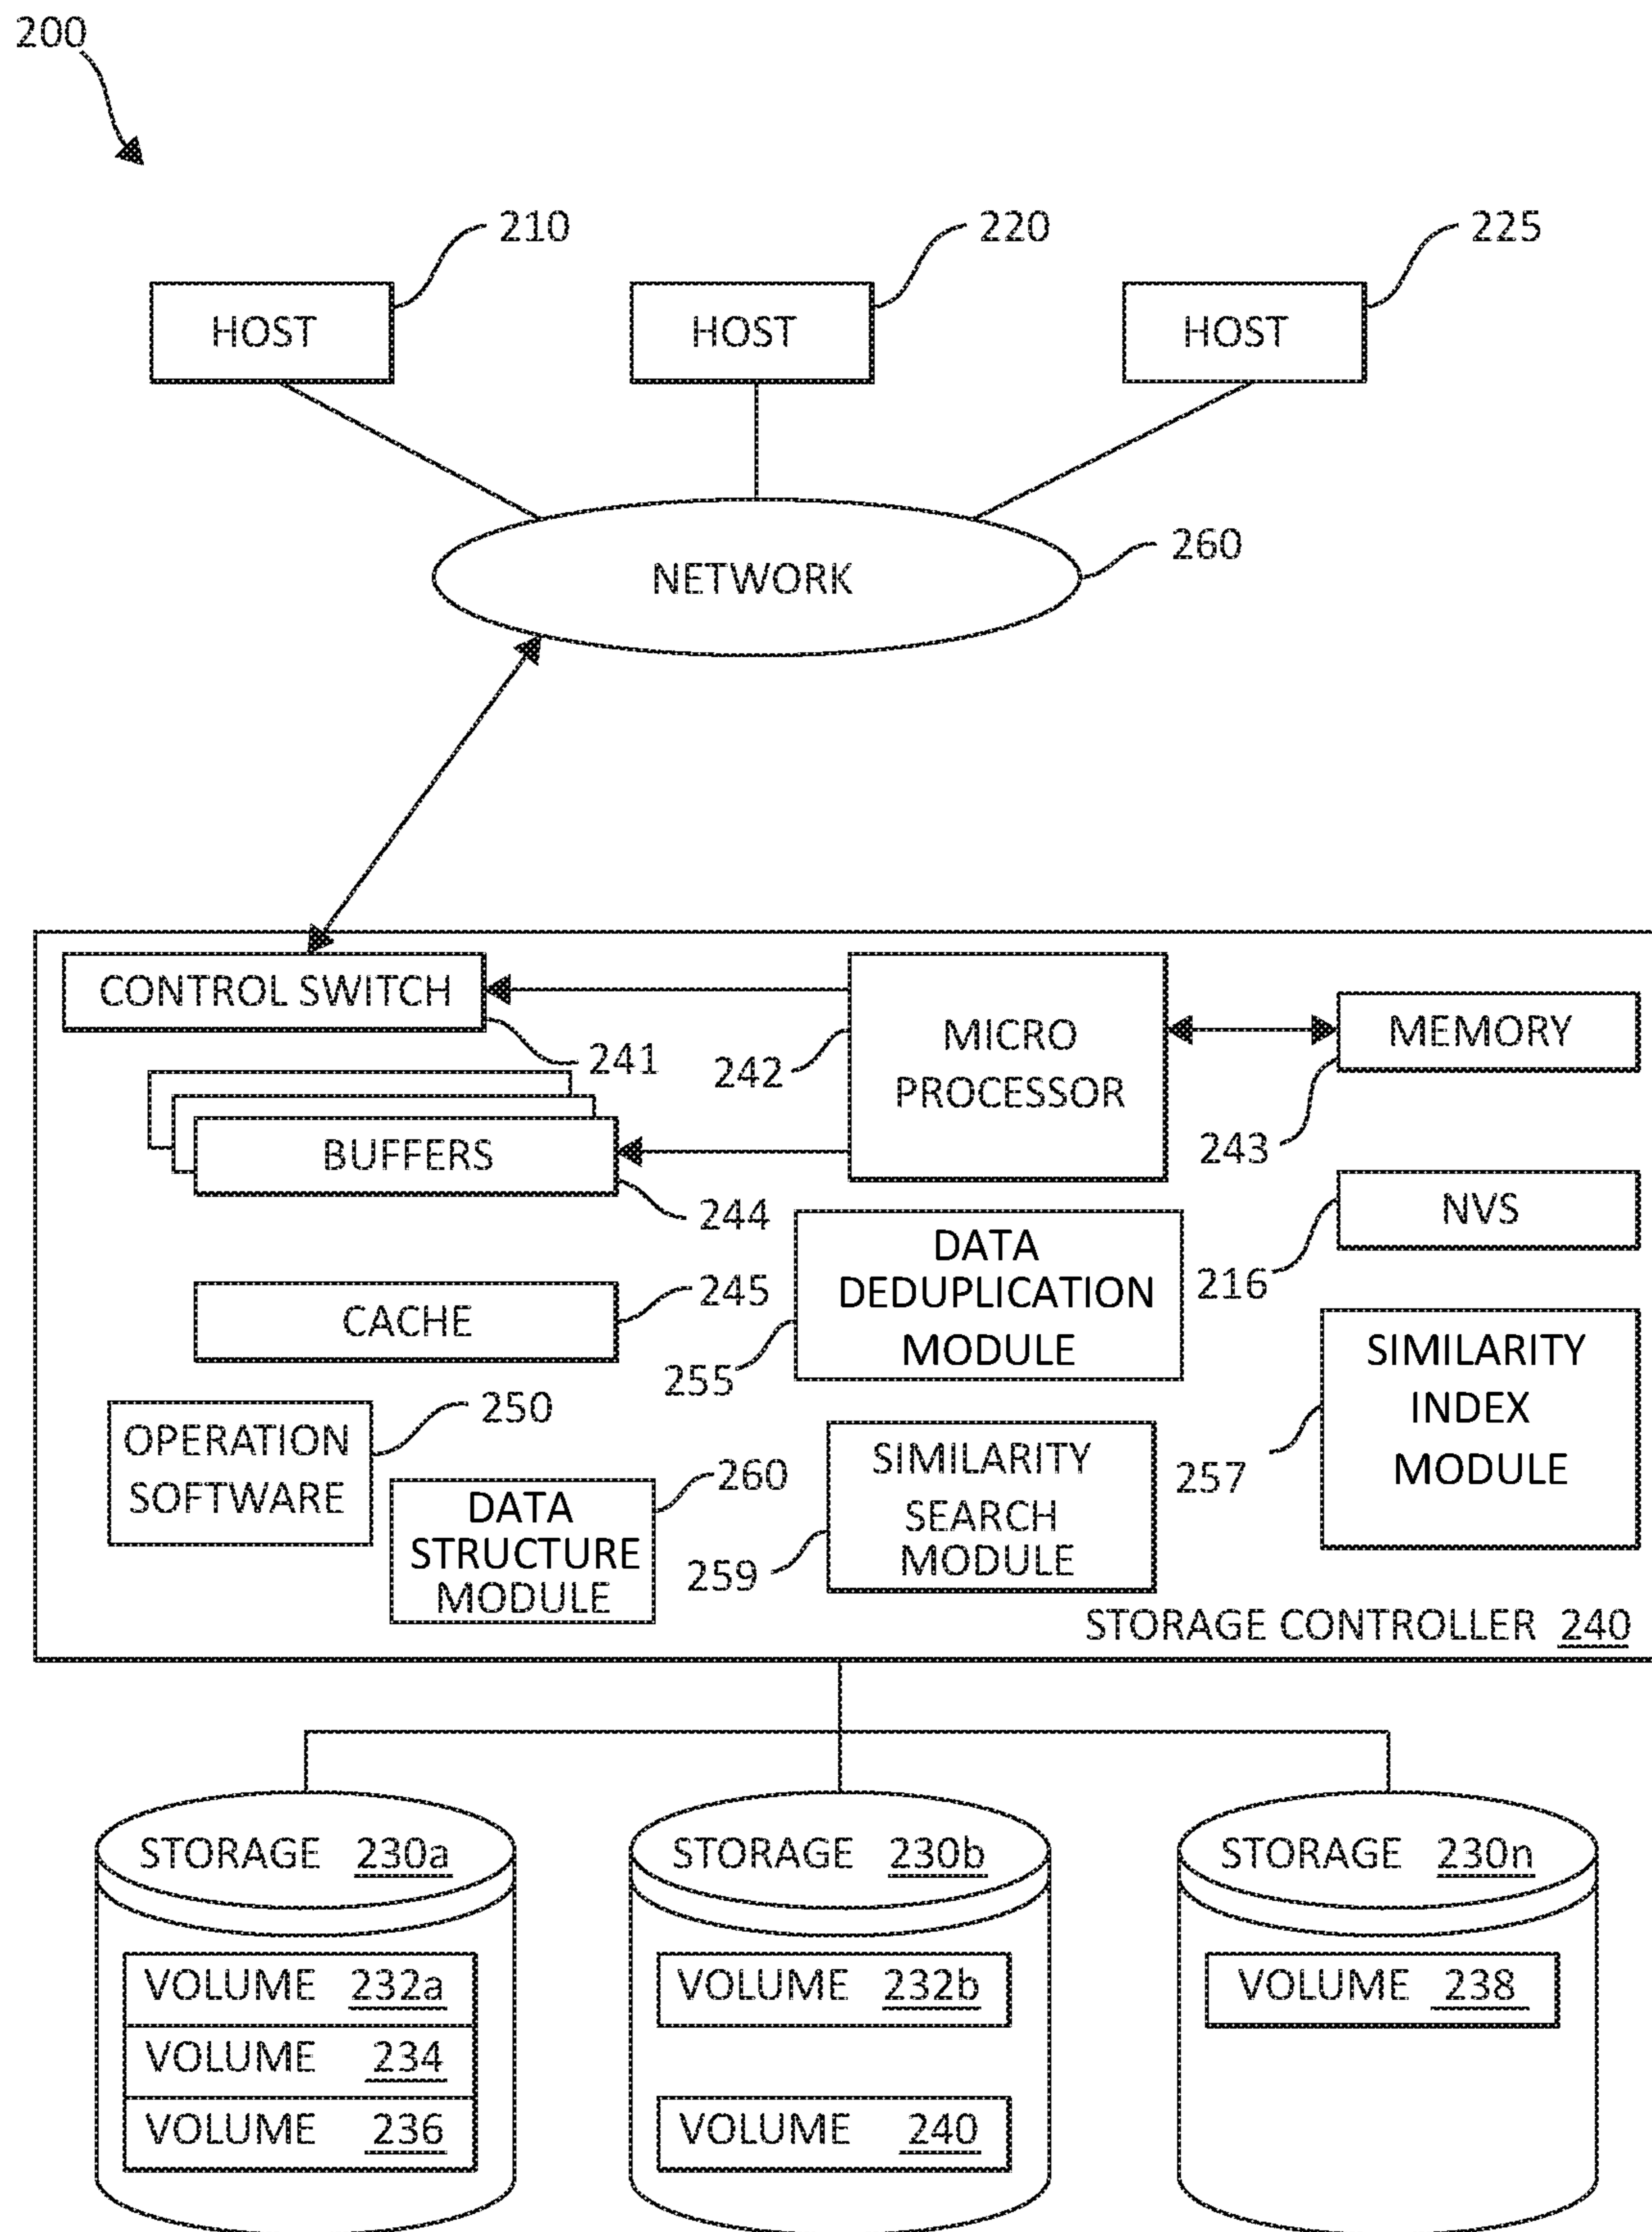 200
210
220
225
HOST
HOST
HOST
260
NETWORK
CONTROL SWITCH
241
242
MICRO
PROCESSOR
MEMORY
243
BUFFERS
244
NVS
216
DATA
DEDUPLICATION
MODULE
255
CACHE
245
SIMILARITY
INDEX
MODULE
257
OPERATION
SOFTWARE
250
DATA
STRUCTURE
MODULE
260
SIMILARITY
SEARCH
MODULE
259
STORAGE CONTROLLER 240
STORAGE 230a
STORAGE 230b
STORAGE 230n
VOLUME 232a
VOLUME 234
VOLUME 236
VOLUME 232b
VOLUME 240
VOLUME 238